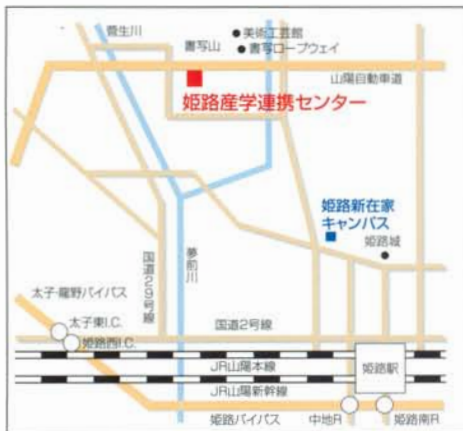 菅生川
美術工芸館
書写山
書写ロープウェイ
山陽自動車道
姫路産学連携センター
姫路新在家
キャンパス
姫路城
国道29号線
夢前川
太子・龍野バイパス
太子東I.C.
姫路西I.C.
国道2号線
JR山陽本線
姫路駅
JR山陽新幹線
姫路バイパス
中地R
姫路南R